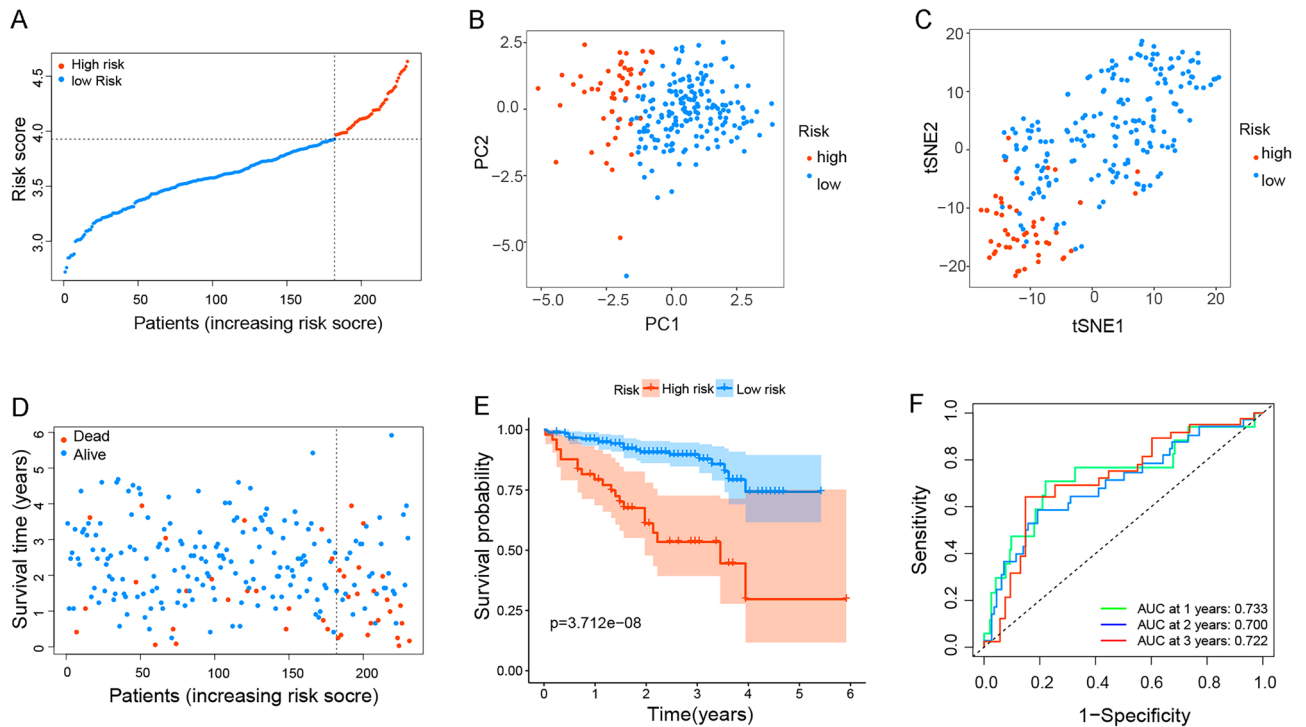 A
High risk
low Risk
Risk score
4.5
4.0
3.5
3.0
0
50
100
150
200
Patients (increasing risk socre)
B
PC2
2.5
0.0
−2.5
−5.0
−5.0
−2.5
0.0
2.5
PC1
Risk
high
low
C
tSNE2
20
10
0
−10
−20
−10
0
10
20
tSNE1
Risk
high
low
D
Dead
Alive
Survival time (years)
6
5
4
3
2
1
0
0
50
100
150
200
Patients (increasing risk socre)
E
Risk High risk Low risk
Survival probability
1.00
0.75
0.50
0.25
0.00
p=3.712e−08
0
1
2
3
4
5
6
Time(years)
F
Sensitivity
1.0
0.8
0.6
0.4
0.2
0.0
AUC at 1 years: 0.733
AUC at 2 years: 0.700
AUC at 3 years: 0.722
0.0
0.2
0.4
0.6
0.8
1.0
1−Specificity